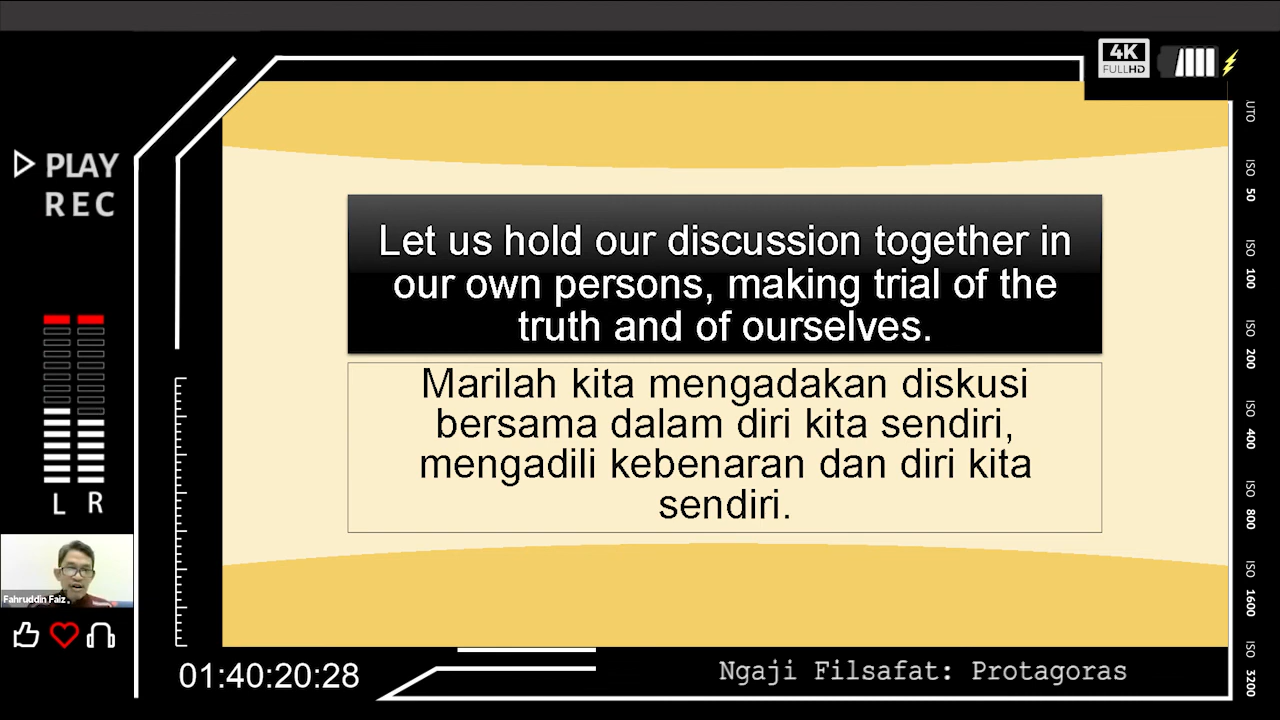 4K
FULLHD
PLAY
REC
Let us hold our discussion together in
our own persons, making trial of the
truth and of ourselves.
Marilah kita mengadakan diskusi
bersama dalam diri kita sendiri,
mengadili kebenaran dan diri kita
sendiri.
L R
Fahruddin Faiz
01:40:20:28
Ngaji Filsafat: Protagoras
UTO
ISO 50
ISO 100
ISO 200
ISO 400
ISO 800
ISO 1600
ISO 3200